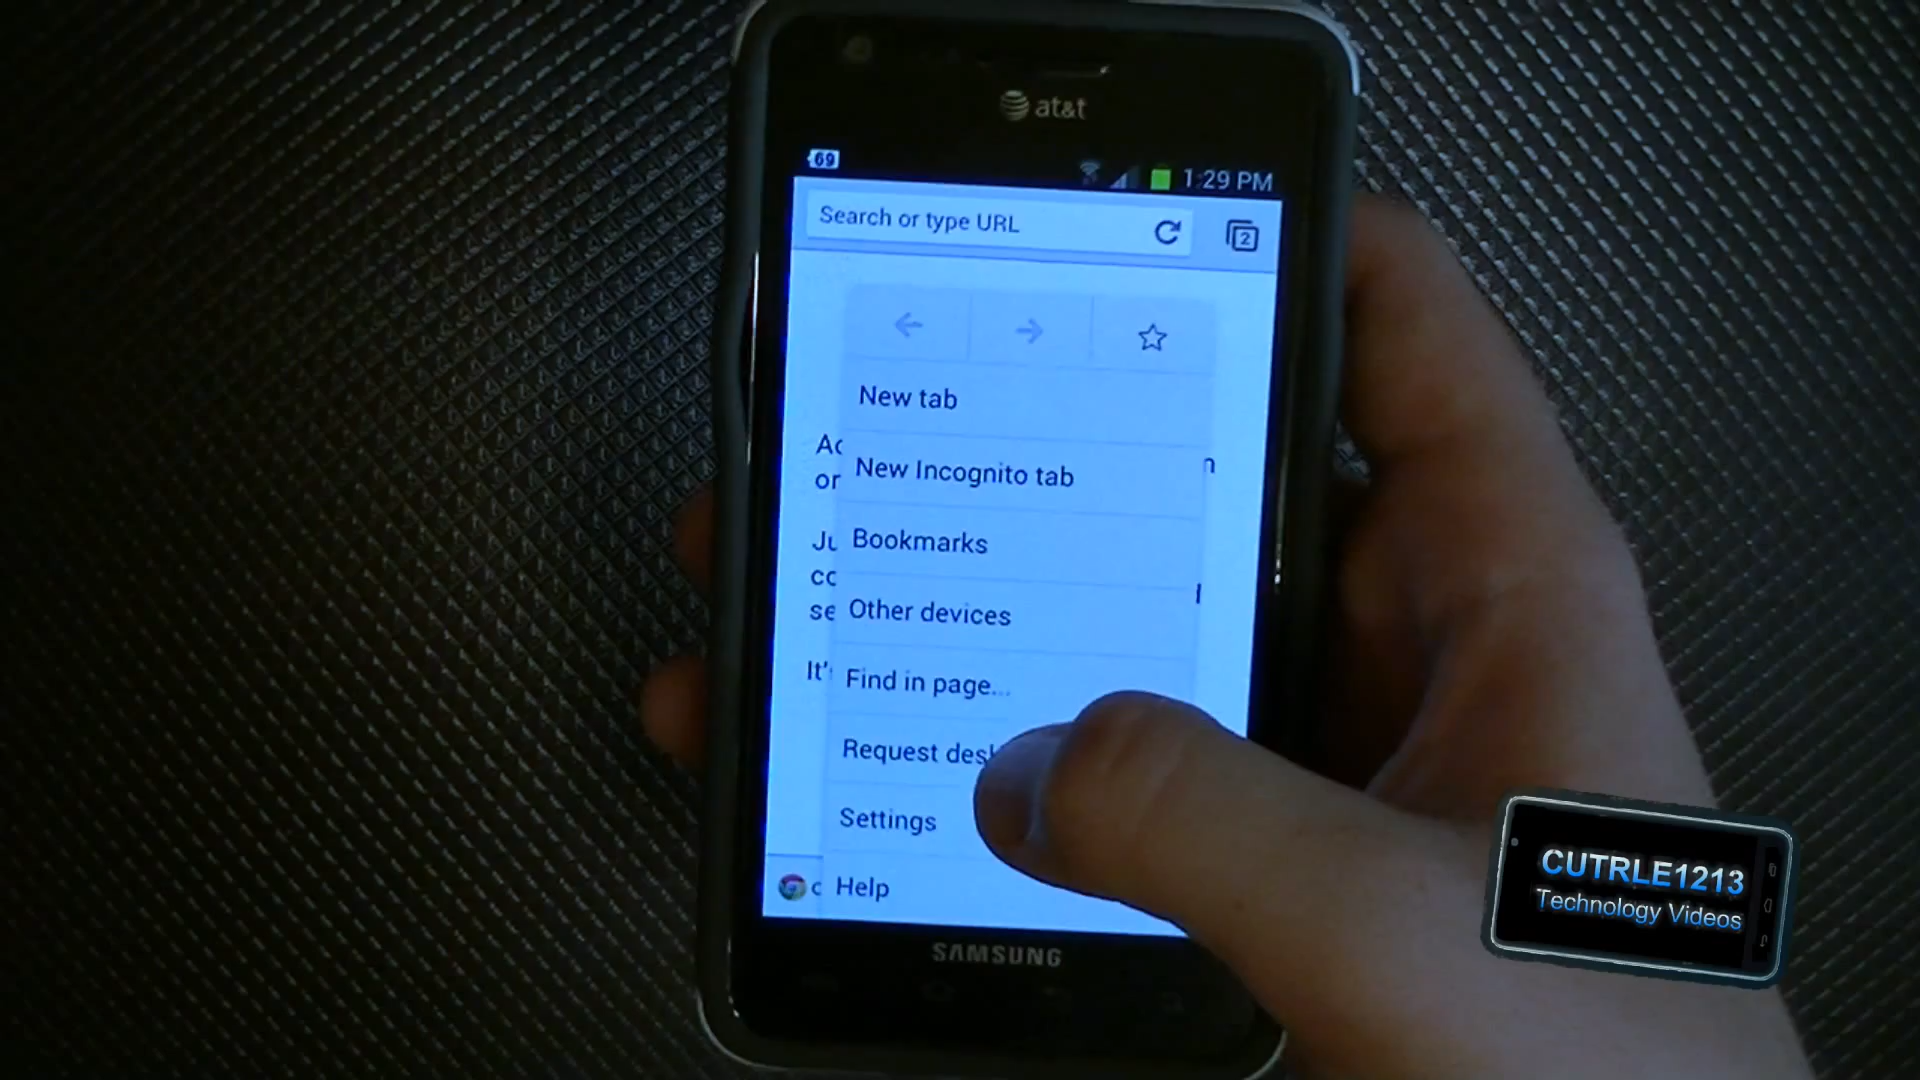 at&t
69
1:29 PM
Search or type URL
2
New tab
New Incognito tab
Bookmarks
Other devices
Find in page...
Request
Settings
Help
SAMSUNG
CUTRLE1213
Technology Videos